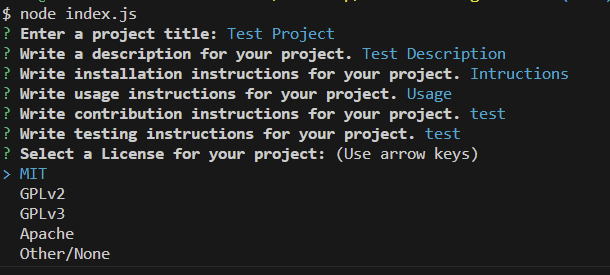 $ node index.js
? Enter a project title: Test Project
? Write a description for your project. Test Description
? Write installation instructions for your project. Intructions
? Write usage instructions for your project. Usage
? Write contribution instructions for your project. test
? Write testing instructions for your project. test
? Select a License for your project: (Use arrow keys)
> MIT
GPLv2
GPLv3
Apache
Other/None